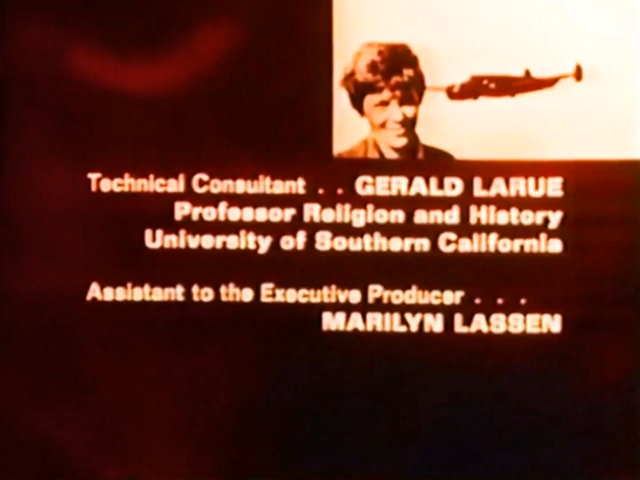 Technical Consultant . . GERALD LARUE
Professor Religion and History
University of Southern California
Assistant to the Executive Producer . . .
MARILYN LASSEN